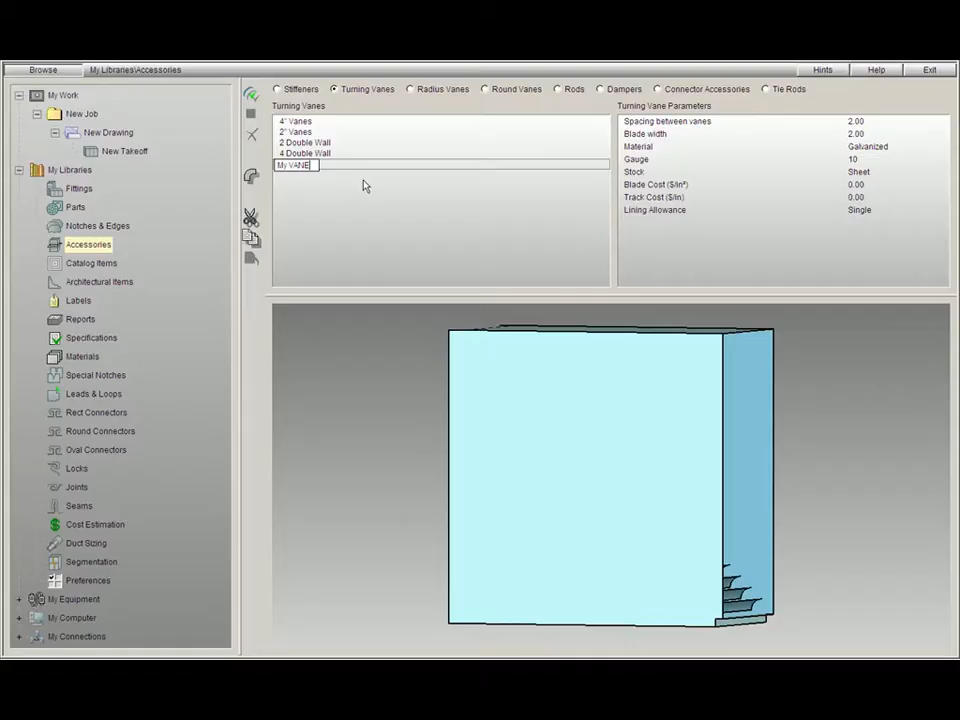 Browse
My Libraries\Accessories
Hints
Help
Exit
My Work
New Job
New Drawing
New Takeoff
My Libraries
Fittings
Parts
Notches & Edges
Accessories
Catalog Items
Architectural Items
Labels
Reports
Specifications
Materials
Special Notches
Leads & Loops
Rect Connectors
Round Connectors
Oval Connectors
Locks
Joints
Seams
Cost Estimation
Duct Sizing
Segmentation
Preferences
My Equipment
My Computer
My Connections
Stiffeners
Turning Vanes
Radius Vanes
Round Vanes
Rods
Dampers
Connector Accessories
Tie Rods
Turning Vanes
4" Vanes
2" Vanes
2 Double Wall
4 Double Wall
My VANE
Turning Vane Parameters
Spacing between vanes 2.00
Blade width 2.00
Material Galvanized
Gauge 10
Stock Sheet
Blade Cost ($/in²) 0.00
Track Cost ($/in) 0.00
Lining Allowance Single